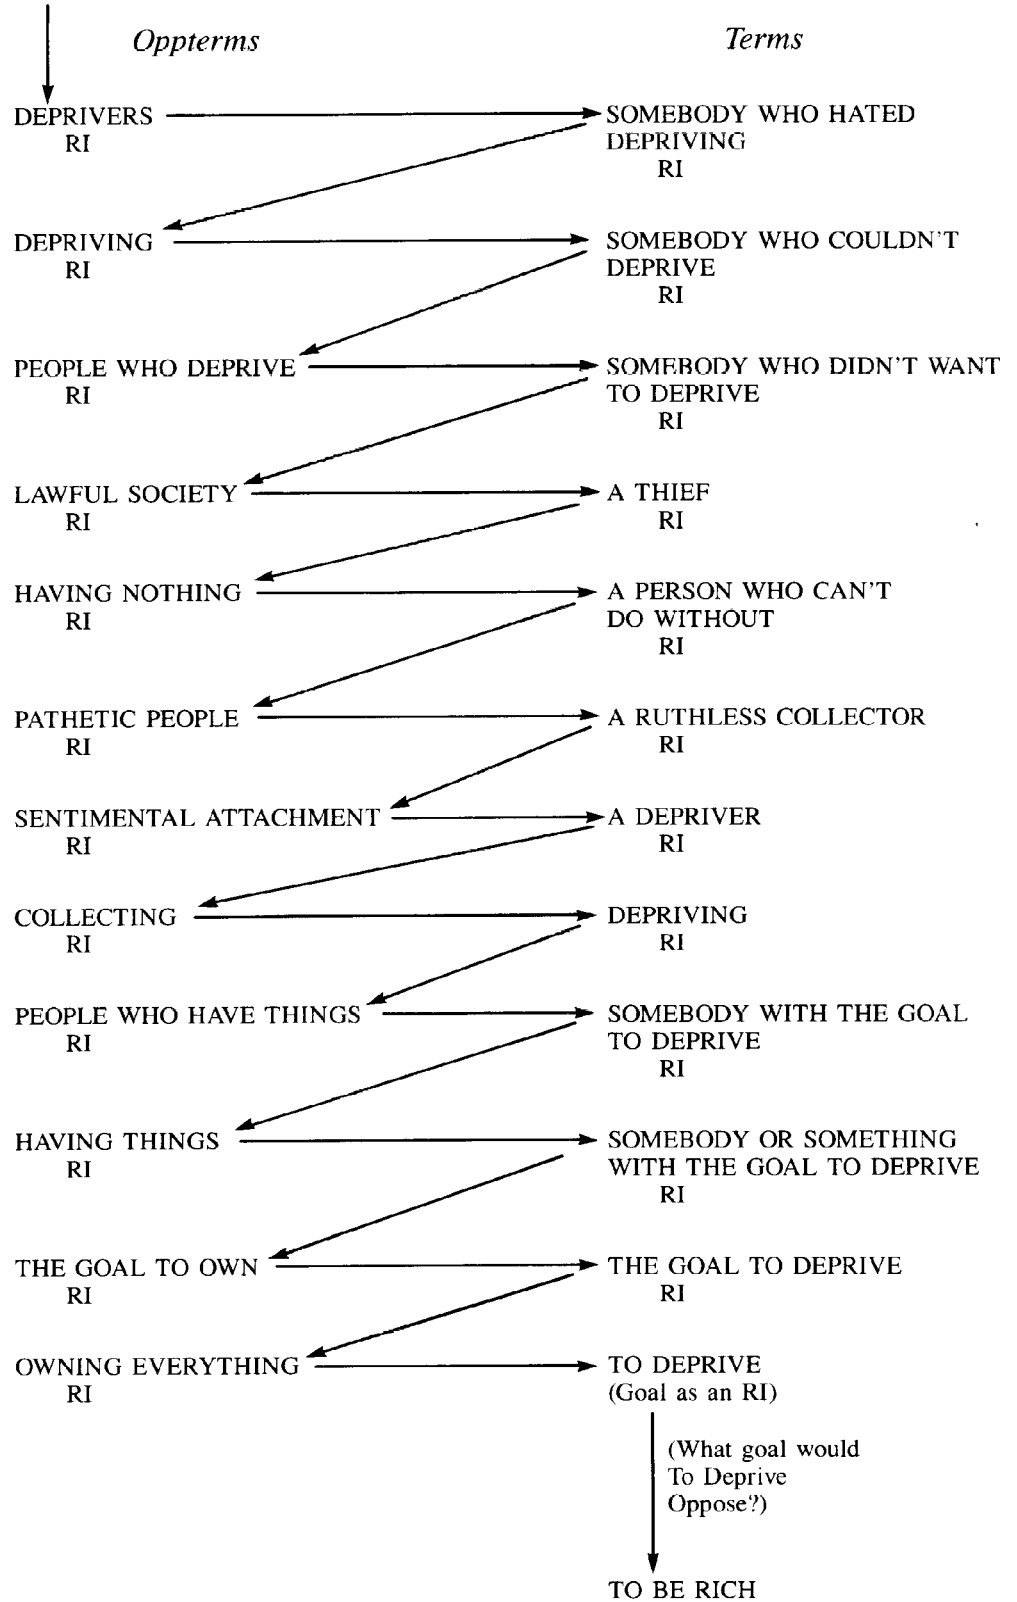 Oppterms Terms
DEPRIVERS SOMEBODY WHO HATED
DEPRIVING
RI RI
DEPRIVING SOMEBODY WHO COULDN'T
DEPRIVE
RI RI
PEOPLE WHO DEPRIVE SOMEBODY WHO DIDN'T WANT
TO DEPRIVE
RI RI
LAWFUL SOCIETY A THIEF
RI RI
HAVING NOTHING A PERSON WHO CAN'T
DO WITHOUT
RI RI
PATHETIC PEOPLE A RUTHLESS COLLECTOR
RI RI
SENTIMENTAL ATTACHMENT A DEPRIVER
RI RI
COLLECTING DEPRIVING
RI RI
PEOPLE WHO HAVE THINGS SOMEBODY WITH THE GOAL
TO DEPRIVE
RI RI
HAVING THINGS SOMEBODY OR SOMETHING
WITH THE GOAL TO DEPRIVE
RI RI
THE GOAL TO OWN THE GOAL TO DEPRIVE
RI RI
OWNING EVERYTHING TO DEPRIVE
RI (Goal as an RI)
(What goal would
To Deprive
Oppose?)
TO BE RICH